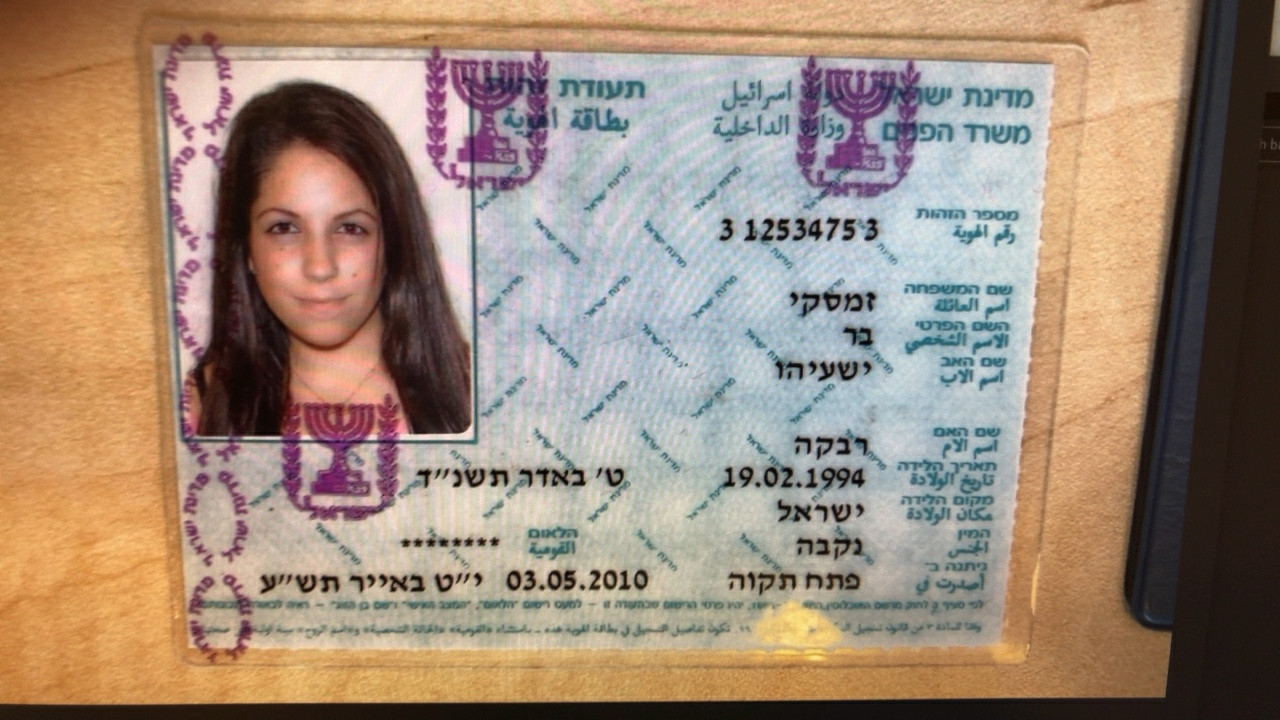 מדינת ישראל دولة اسرائيل תעודת זהות
משרד הפנים وزارة الداخلية بطاقة الهوية
ישראל
ישראל
מספר הזהות
رقم الهوية
3 1253475 3
שם המשפחה
اسم العائلة
זמסקי
השם הפרטי
الاسم الشخصي
בר
שם האב
اسم الاب
ישעיהו
שם האם
اسم الام
רבקה
תאריך הלידה
تاريخ الولادة
19.02.1994 ט' באדר תשנ"ד
מקום הלידה
مكان الولادة
ישראל
המין
الجنس
נקבה
הלאום
القومية
********
ניתנה ב־
أصدرت في
פתח תקוה 03.05.2010 י"ט באייר תש"ע